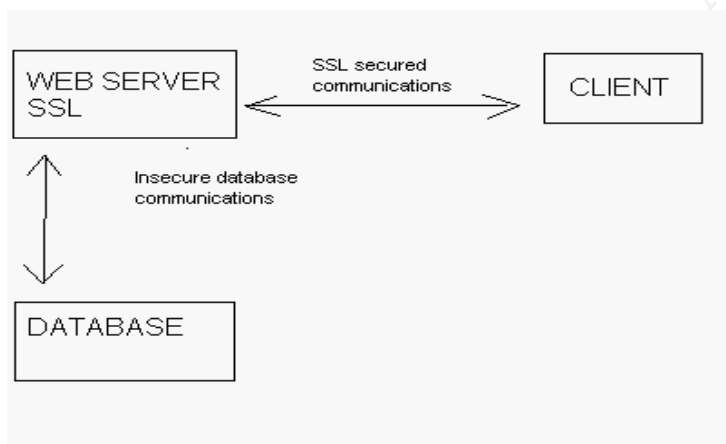 WEB SERVER
SSL
SSL secured
communications
CLIENT
Insecure database
communications
DATABASE